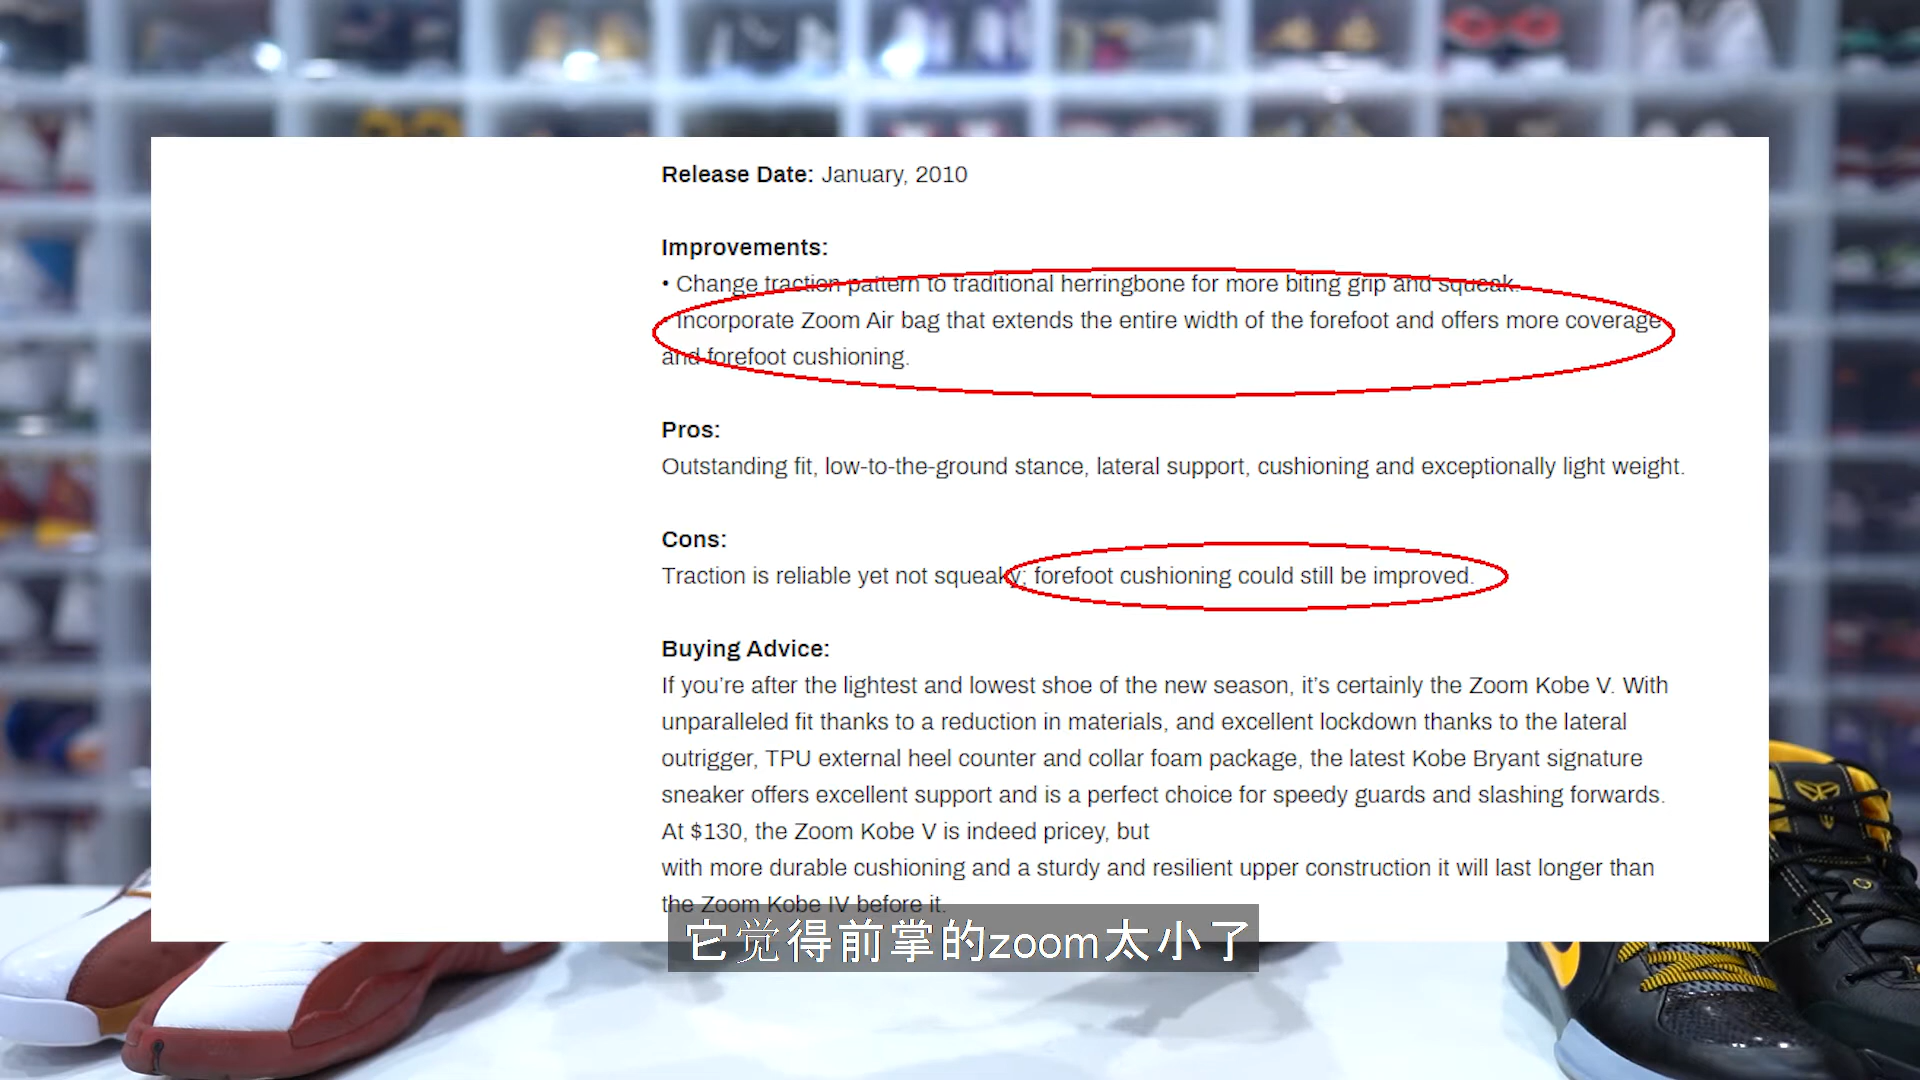 Release Date: January, 2010
Improvements:
• Change traction pattern to traditional herringbone for more biting grip and squeak.
Incorporate Zoom Air bag that extends the entire width of the forefoot and offers more coverage
and forefoot cushioning.
Pros:
Outstanding fit, low-to-the-ground stance, lateral support, cushioning and exceptionally light weight.
Cons:
Traction is reliable yet not squeaky; forefoot cushioning could still be improved.
Buying Advice:
If you’re after the lightest and lowest shoe of the new season, it’s certainly the Zoom Kobe V. With
unparalleled fit thanks to a reduction in materials, and excellent lockdown thanks to the lateral
outrigger, TPU external heel counter and collar foam package, the latest Kobe Bryant signature
sneaker offers excellent support and is a perfect choice for speedy guards and slashing forwards.
At $130, the Zoom Kobe V is indeed pricey, but
with more durable cushioning and a sturdy and resilient upper construction it will last longer than
the Zoom Kobe IV before it.
它觉得前掌的zoom太小了